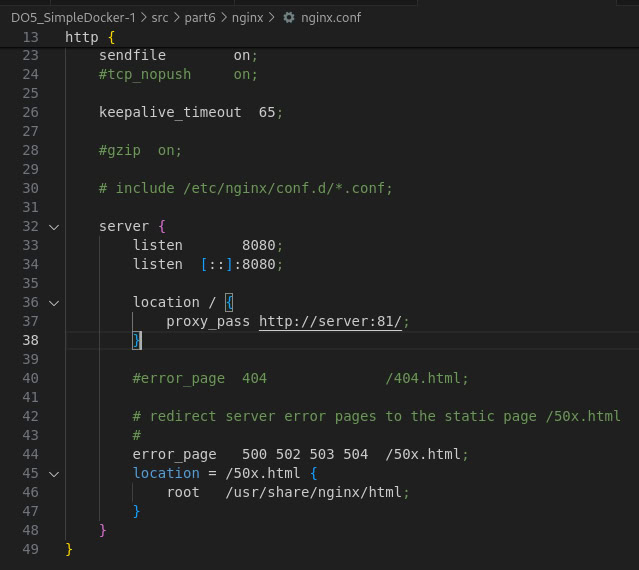 DO5_SimpleDocker-1 > src > part6 > nginx > nginx.conf
13 http {
23 sendfile on;
24 #tcp_nopush on;
25
26 keepalive_timeout 65;
27
28 #gzip on;
29
30 # include /etc/nginx/conf.d/*.conf;
31
32 server {
33 listen 8080;
34 listen [::]:8080;
35
36 location / {
37 proxy_pass http://server:81/;
38 }
39
40 #error_page 404 /404.html;
41
42 # redirect server error pages to the static page /50x.html
43 #
44 error_page 500 502 503 504 /50x.html;
45 location = /50x.html {
46 root /usr/share/nginx/html;
47 }
48 }
49 }